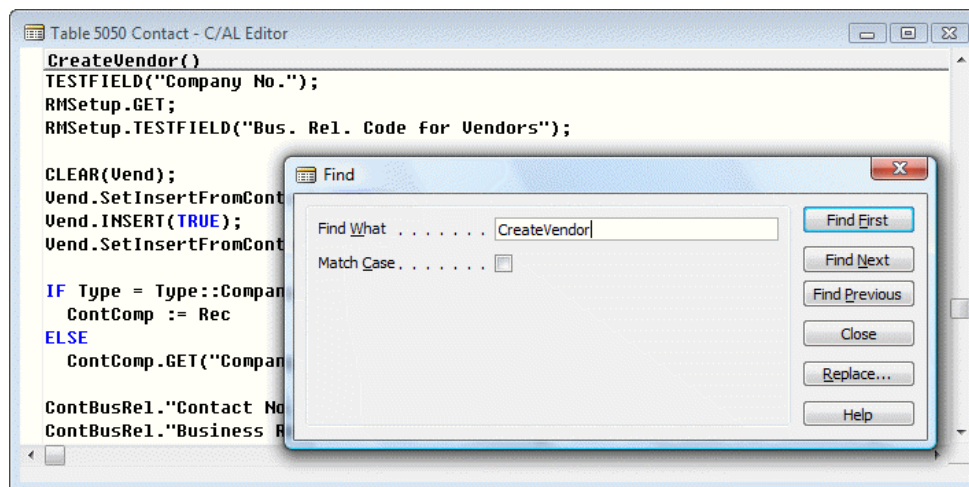 Table 5050 Contact - C/AL Editor
CreateVendor()
TESTFIELD("Company No.");
RMSetup.GET;
RMSetup.TESTFIELD("Bus. Rel. Code for Vendors");
CLEAR(Vend);
Vend.SetInsertFromCont
Vend.INSERT(TRUE);
Vend.SetInsertFromCont
IF Type = Type::Compan
ContComp := Rec
ELSE
ContComp.GET("Compan
ContBusRel."Contact No
ContBusRel."Business R
Find
Find What . . . . . . . CreateVendor
Match Case . . . . . . .
Find First
Find Next
Find Previous
Close
Replace...
Help